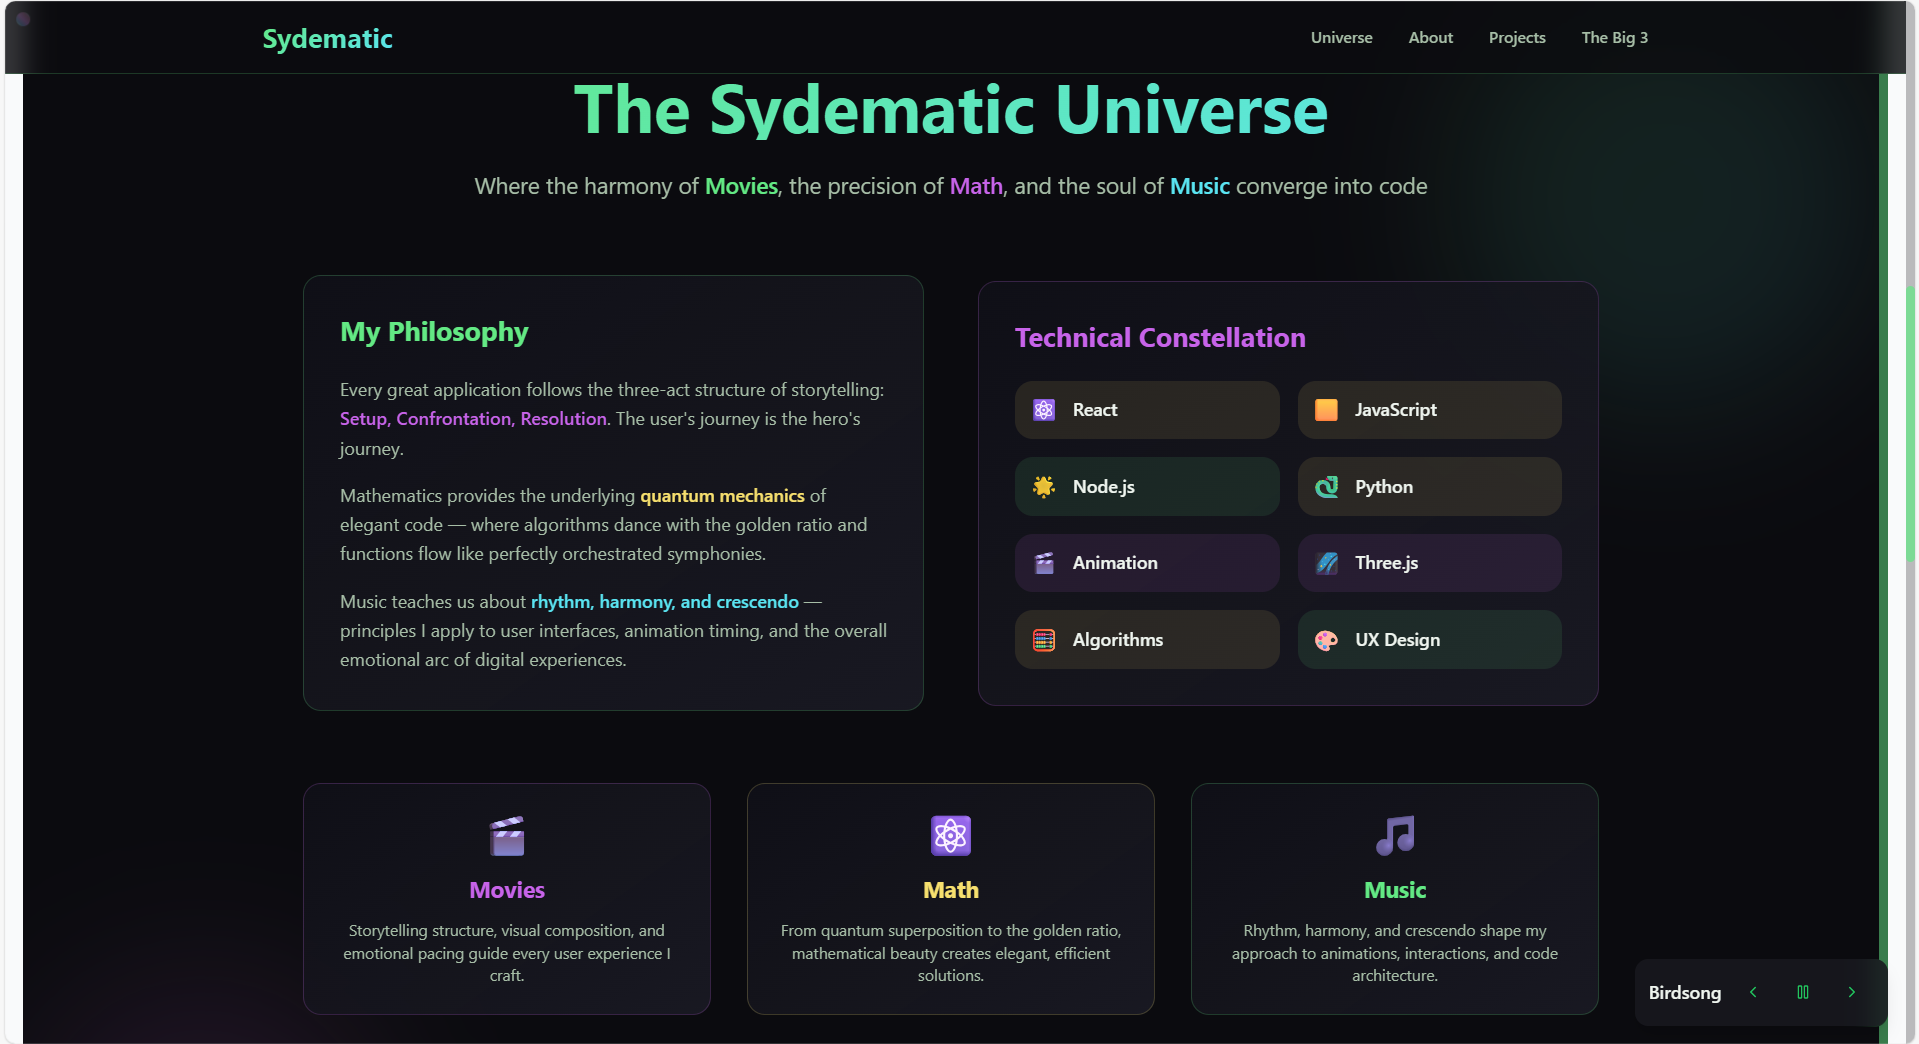 Sydematic
Universe
About
Projects
The Big 3
The Sydematic Universe
Where the harmony of Movies, the precision of Math, and the soul of Music converge into code
My Philosophy
Every great application follows the three-act structure of storytelling:
Setup, Confrontation, Resolution. The user's journey is the hero's
journey.
Mathematics provides the underlying quantum mechanics of
elegant code — where algorithms dance with the golden ratio and
functions flow like perfectly orchestrated symphonies.
Music teaches us about rhythm, harmony, and crescendo —
principles I apply to user interfaces, animation timing, and the overall
emotional arc of digital experiences.
Technical Constellation
React
JavaScript
Node.js
Python
Animation
Three.js
Algorithms
UX Design
Movies
Storytelling structure, visual composition, and
emotional pacing guide every user experience I
craft.
Math
From quantum superposition to the golden ratio,
mathematical beauty creates elegant, efficient
solutions.
Music
Rhythm, harmony, and crescendo shape my
approach to animations, interactions, and code
architecture.
Birdsong